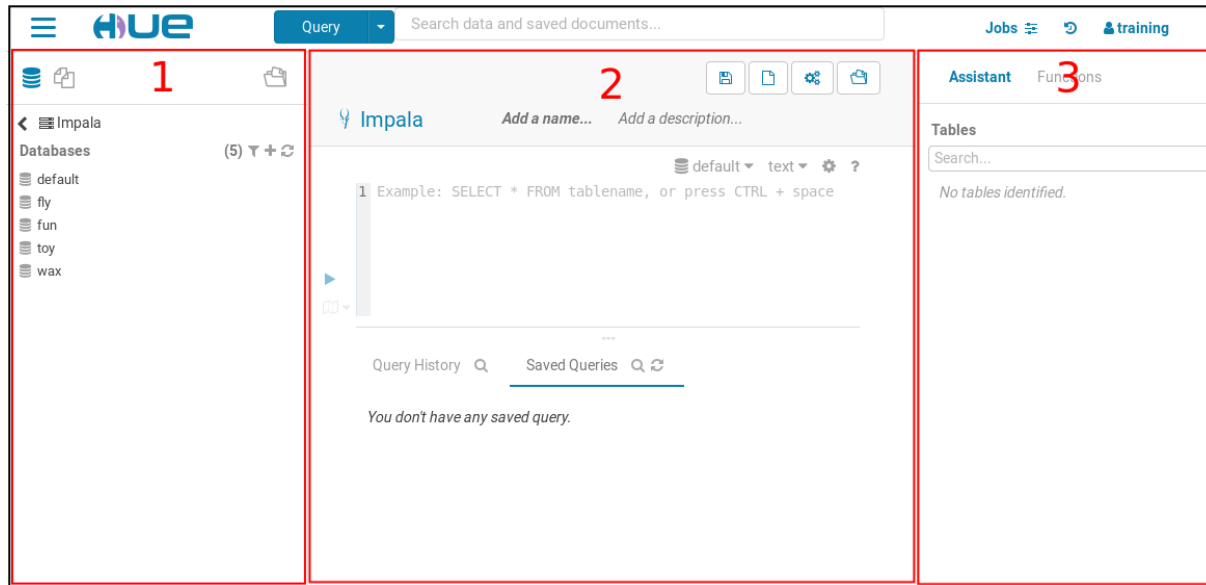 HUE
Query
Search data and saved documents...
Jobs
training
1
Impala
Databases (5)
default
fly
fun
toy
wax
2
Impala Add a name... Add a description...
default text ?
1 Example: SELECT * FROM tablename, or press CTRL + space
Query History Saved Queries
You don't have any saved query.
3
Assistant Functions
Tables
Search...
No tables identified.